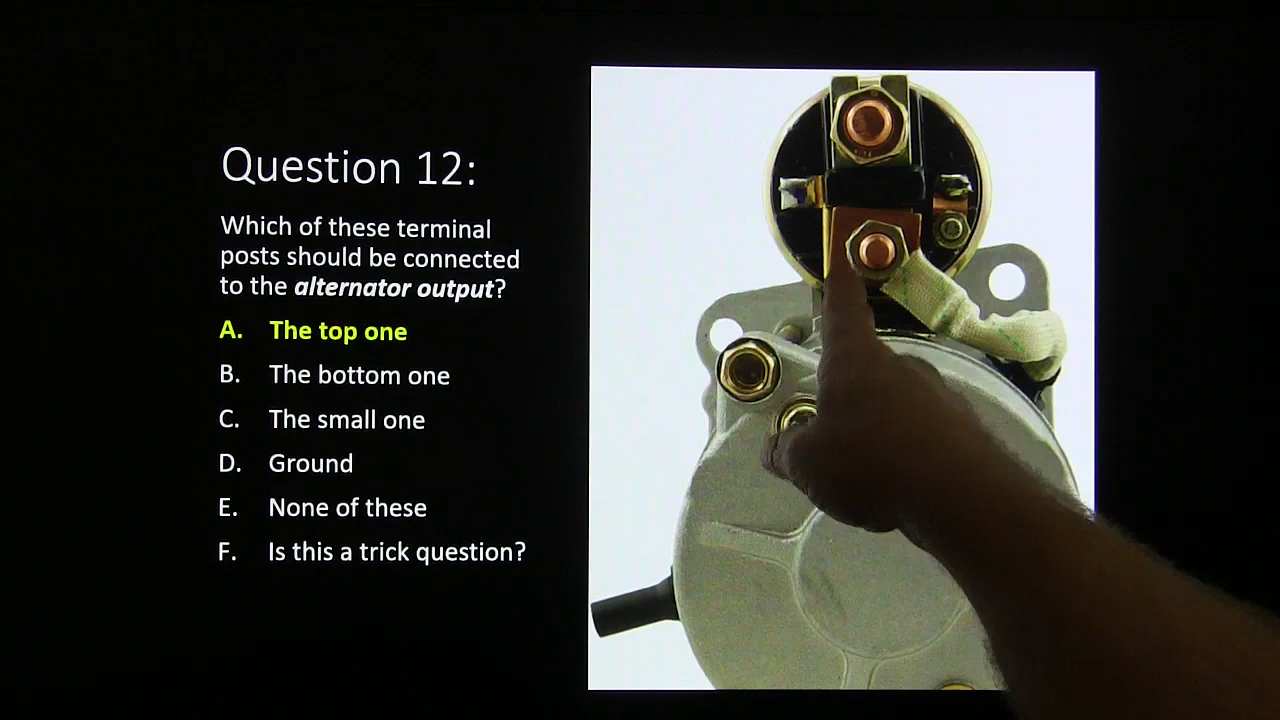 Question 12:
Which of these terminal
posts should be connected
to the alternator output?
A. The top one
B. The bottom one
C. The small one
D. Ground
E. None of these
F. Is this a trick question?